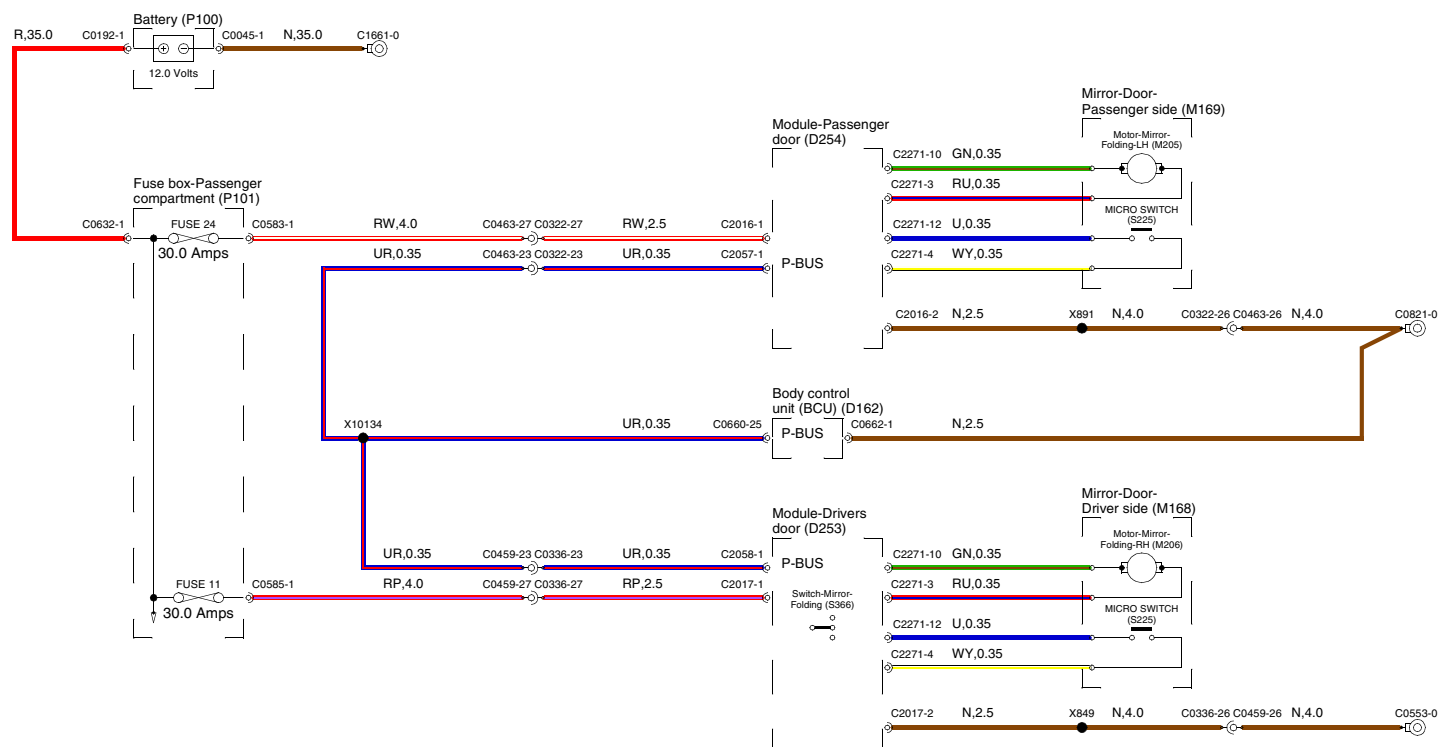 Battery (P100)
R,35.0
C0192-1
C0045-1
N,35.0
C1661-0
12.0 Volts
Mirror-Door-
Passenger side (M169)
Module-Passenger
door (D254)
Motor-Mirror-
Folding-LH (M205)
C2271-10
GN,0.35
Fuse box-Passenger
compartment (P101)
C2271-3
RU,0.35
MICRO SWITCH
(S225)
C0632-1
FUSE 24
C0583-1
RW,4.0
C0463-27
C0322-27
RW,2.5
C2016-1
C2271-12
U,0.35
30.0 Amps
UR,0.35
C0463-23
C0322-23
UR,0.35
C2057-1
P-BUS
C2271-4
WY,0.35
C2016-2
N,2.5
X891
N,4.0
C0322-26
C0463-26
N,4.0
C0821-0
Body control
unit (BCU) (D162)
X10134
UR,0.35
C0660-25
P-BUS
C0662-1
N,2.5
Mirror-Door-
Driver side (M168)
Module-Drivers
door (D253)
Motor-Mirror-
Folding-RH (M206)
UR,0.35
C0459-23
C0336-23
UR,0.35
C2058-1
P-BUS
C2271-10
GN,0.35
FUSE 11
C0585-1
RP,4.0
C0459-27
C0336-27
RP,2.5
C2017-1
C2271-3
RU,0.35
30.0 Amps
Switch-Mirror-
Folding (S366)
MICRO SWITCH
(S225)
C2271-12
U,0.35
C2271-4
WY,0.35
C2017-2
N,2.5
X849
N,4.0
C0336-26
C0459-26
N,4.0
C0553-0